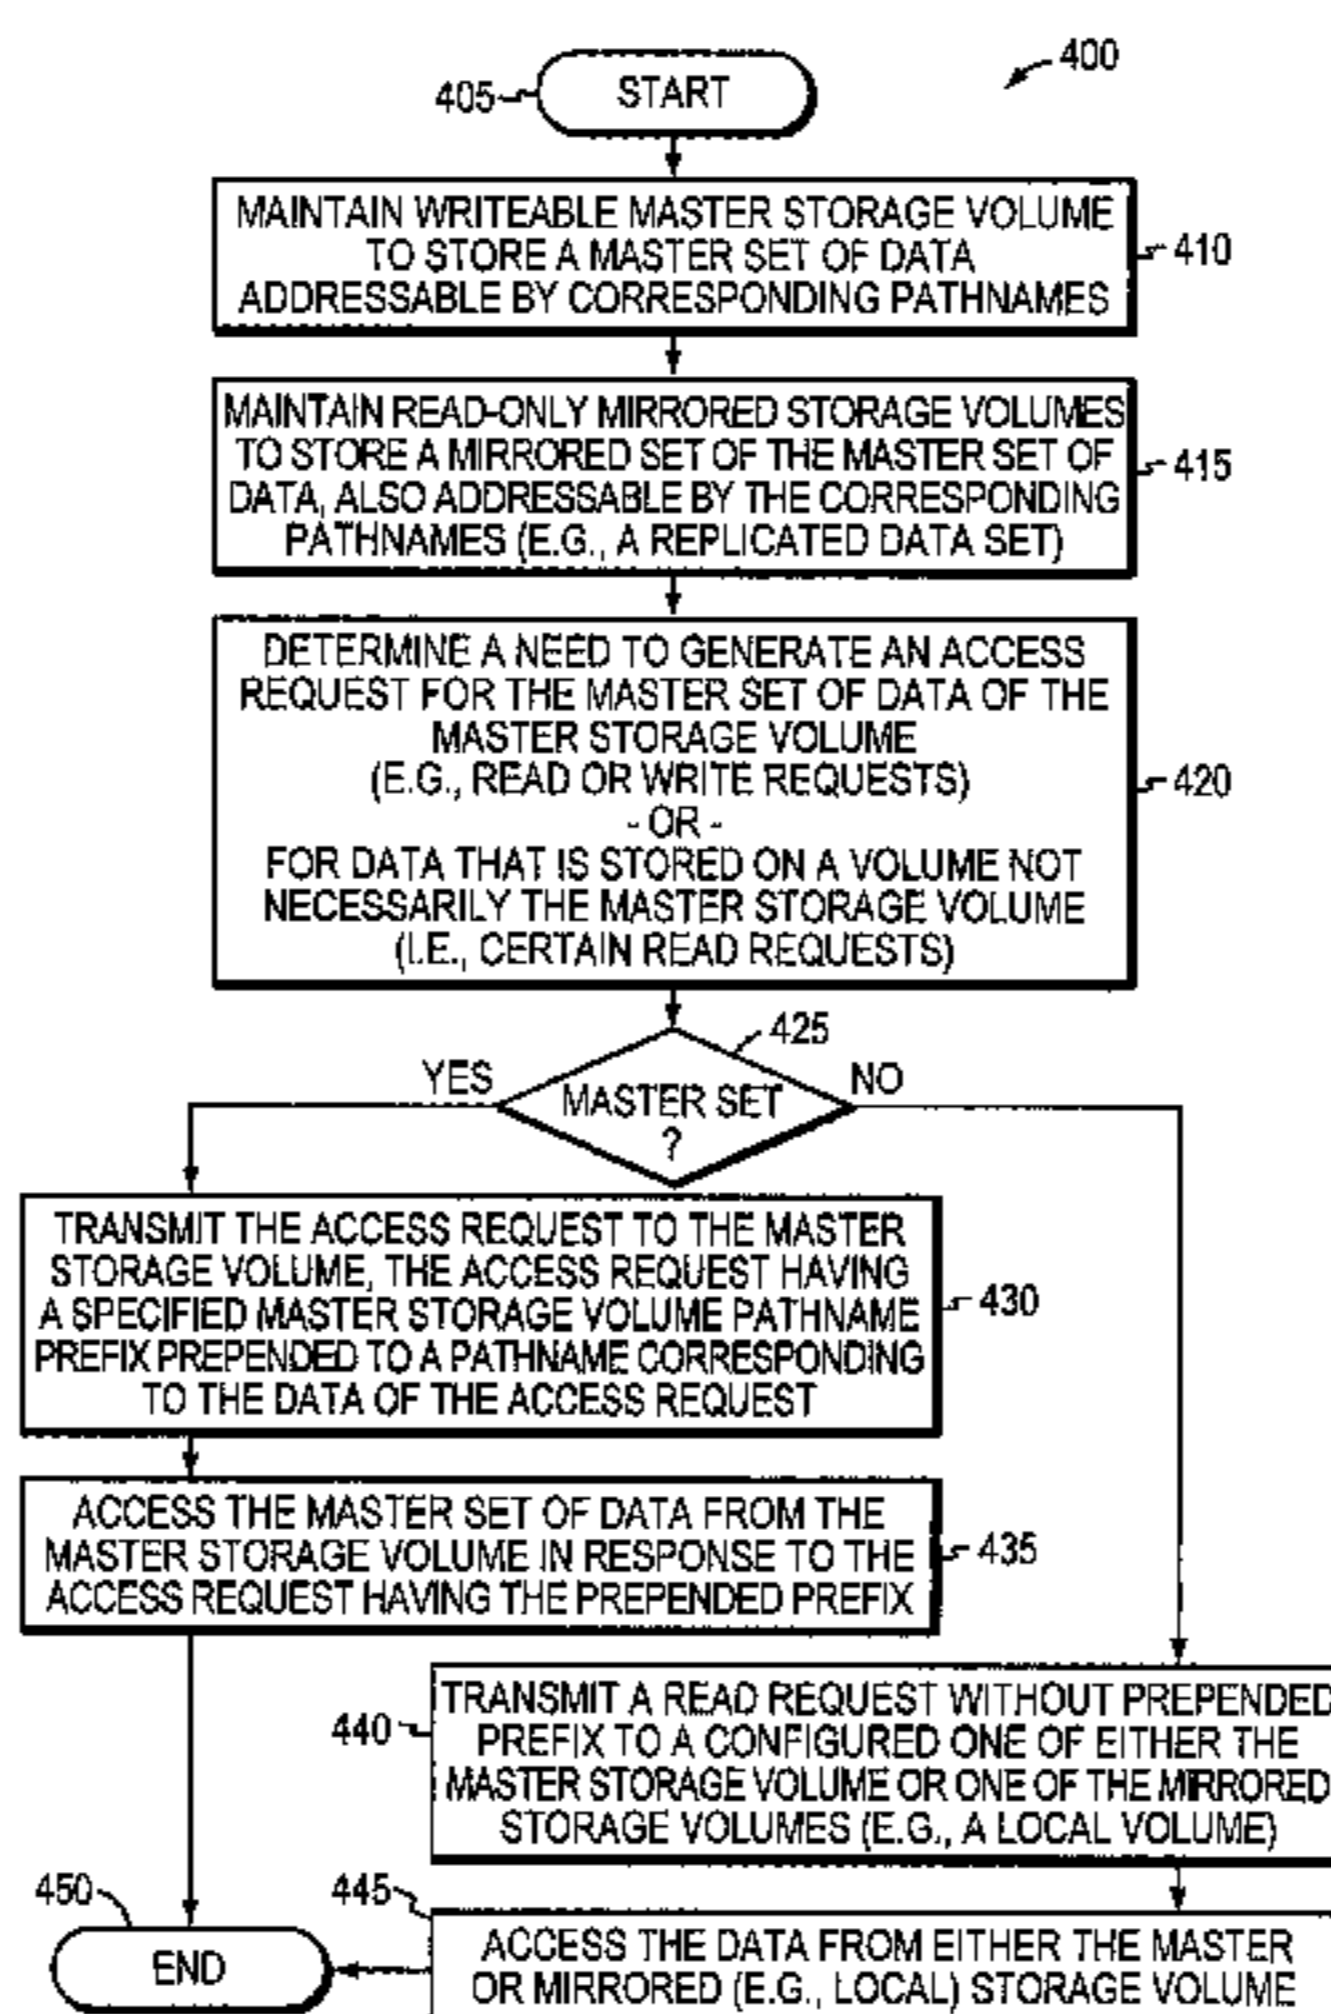 400
405
START
MAINTAIN WRITEABLE MASTER STORAGE VOLUME
TO STORE A MASTER SET OF DATA
ADDRESSABLE BY CORRESPONDING PATHNAMES
410
MAINTAIN READ-ONLY MIRRORED STORAGE VOLUMES
TO STORE A MIRRORED SET OF THE MASTER SET OF
DATA, ALSO ADDRESSABLE BY THE CORRESPONDING
PATHNAMES (E.G., A REPLICATED DATA SET)
415
DETERMINE A NEED TO GENERATE AN ACCESS
REQUEST FOR THE MASTER SET OF DATA OF THE
MASTER STORAGE VOLUME
(E.G., READ OR WRITE REQUESTS)
- OR -
FOR DATA THAT IS STORED ON A VOLUME NOT
NECESSARILY THE MASTER STORAGE VOLUME
(I.E., CERTAIN READ REQUESTS)
420
425
YES
MASTER SET
?
NO
TRANSMIT THE ACCESS REQUEST TO THE MASTER
STORAGE VOLUME, THE ACCESS REQUEST HAVING
A SPECIFIED MASTER STORAGE VOLUME PATHNAME
PREFIX PREPENDED TO A PATHNAME CORRESPONDING
TO THE DATA OF THE ACCESS REQUEST
430
ACCESS THE MASTER SET OF DATA FROM THE
MASTER STORAGE VOLUME IN RESPONSE TO THE
ACCESS REQUEST HAVING THE PREPENDED PREFIX
435
440
TRANSMIT A READ REQUEST WITHOUT PREPENDED
PREFIX TO A CONFIGURED ONE OF EITHER THE
MASTER STORAGE VOLUME OR ONE OF THE MIRRORED
STORAGE VOLUMES (E.G., A LOCAL VOLUME)
445
ACCESS THE DATA FROM EITHER THE MASTER
OR MIRRORED (E.G., LOCAL) STORAGE VOLUME
450
END